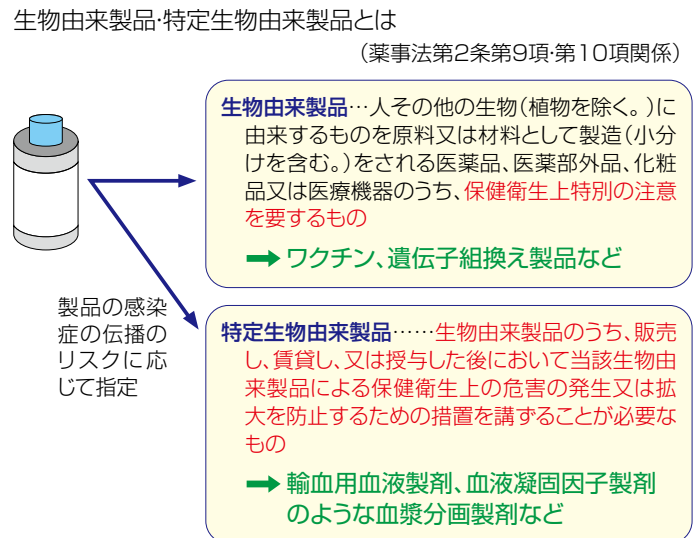 生物由来製品・特定生物由来製品とは
（薬事法第2条第9項・第10項関係）
生物由来製品…人その他の生物（植物を除く。）に
由来するものを原料又は材料として製造（小分
けを含む。）をされる医薬品、医薬部外品、化粧
品又は医療機器のうち、保健衛生上特別の注意
を要するもの
➡ ワクチン、遺伝子組換え製品など
製品の感染
症の伝播の
リスクに応
じて指定
特定生物由来製品……生物由来製品のうち、販売
し、賃貸し、又は授与した後において当該生物由
来製品による保健衛生上の危害の発生又は拡
大を防止するための措置を講ずることが必要な
もの
➡ 輸血用血液製剤、血液凝固因子製剤
のような血漿分画製剤など